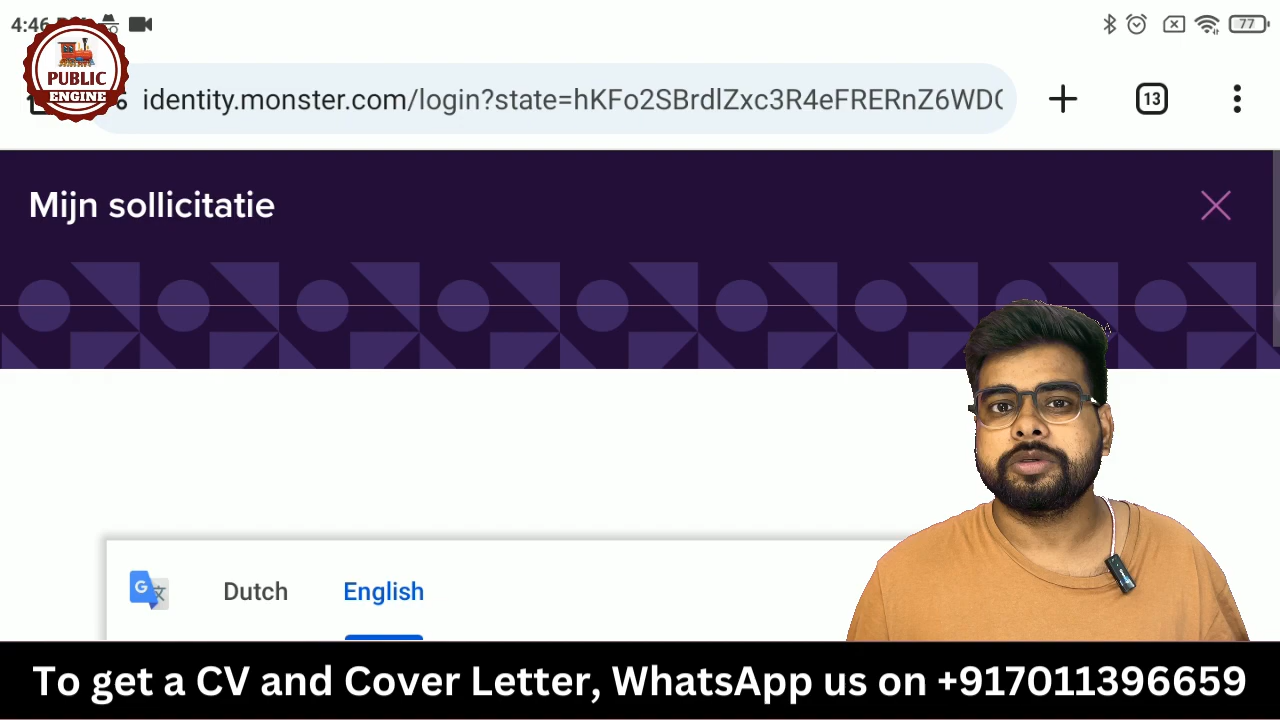 4:46
77
PUBLIC
ENGINE
identity.monster.com/login?state=hKFo2SBrdlZxc3R4eFRERnZ6WD
13
Mijn sollicitatie
G
Dutch
English
To get a CV and Cover Letter, WhatsApp us on +917011396659